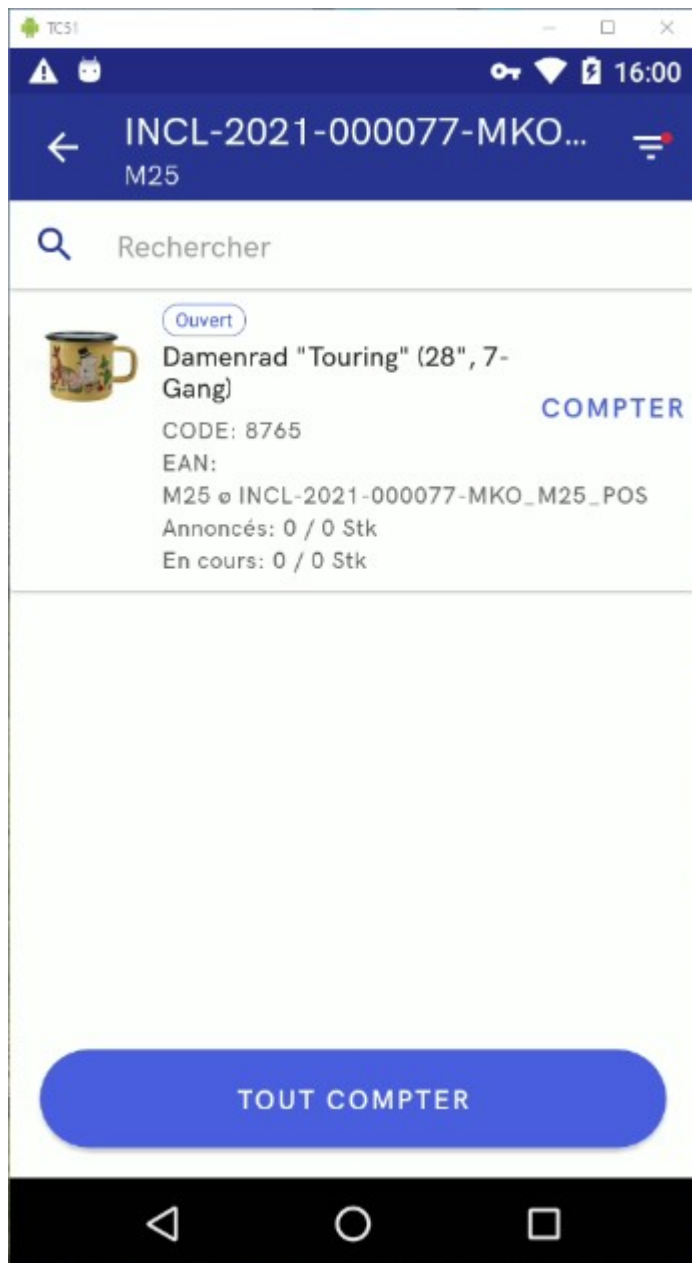 TC51
16:00
INCL-2021-000077-MKO...
M25
Rechercher
Ouvert
Damenrad "Touring" (28", 7-
Gang)
COMPTER
CODE: 8765
EAN:
M25 ø INCL-2021-000077-MKO_M25_POS
Annoncés: 0 / 0 Stk
En cours: 0 / 0 Stk
TOUT COMPTER